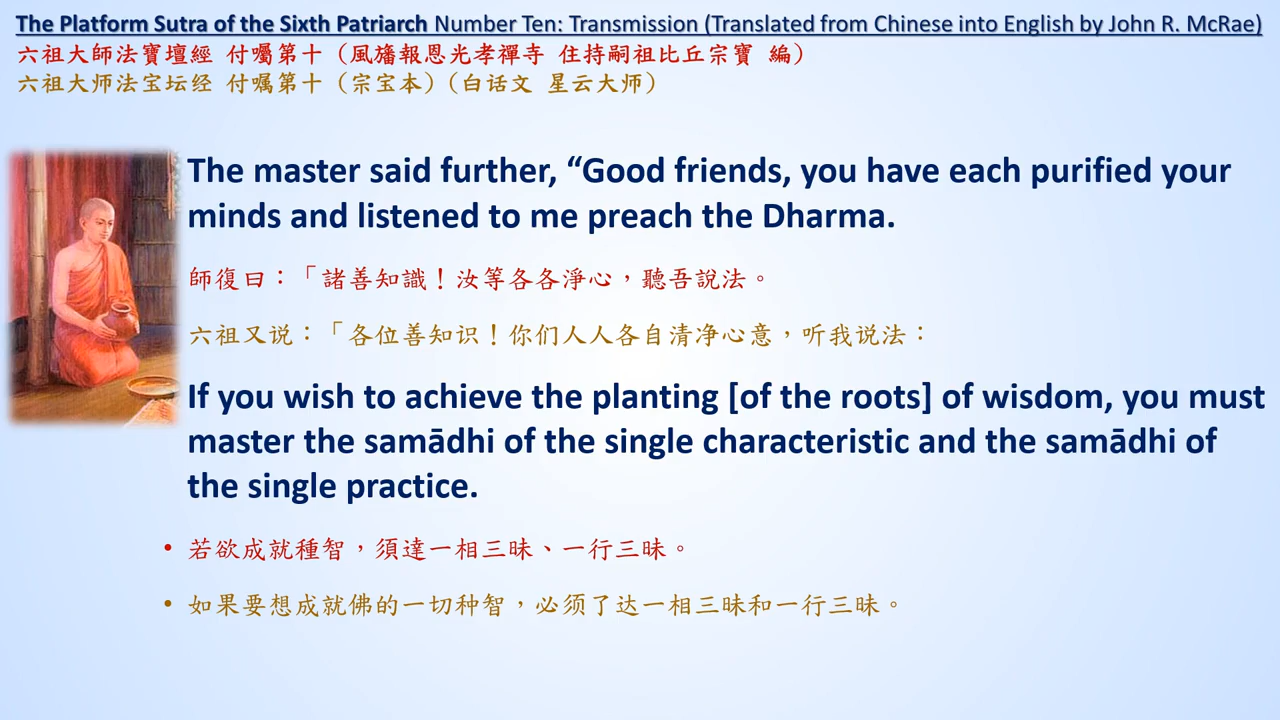 The Platform Sutra of the Sixth Patriarch Number Ten: Transmission (Translated from Chinese into English by John R. McRae)
六祖大師法寶壇經 付囑第十（風旛報恩光孝禪寺 住持嗣祖比丘宗寶 編）
六祖大师法宝坛经 付嘱第十（宗宝本）（白话文 星云大师）
The master said further, “Good friends, you have each purified your
minds and listened to me preach the Dharma.
師復曰：「諸善知識！汝等各各淨心，聽吾說法。
六祖又说：「各位善知识！你们人人各自清净心意，听我说法：
If you wish to achieve the planting [of the roots] of wisdom, you must
master the samādhi of the single characteristic and the samādhi of
the single practice.
• 若欲成就種智，須達一相三昧、一行三昧。
• 如果要想成就佛的一切种智，必须了达一相三昧和一行三昧。